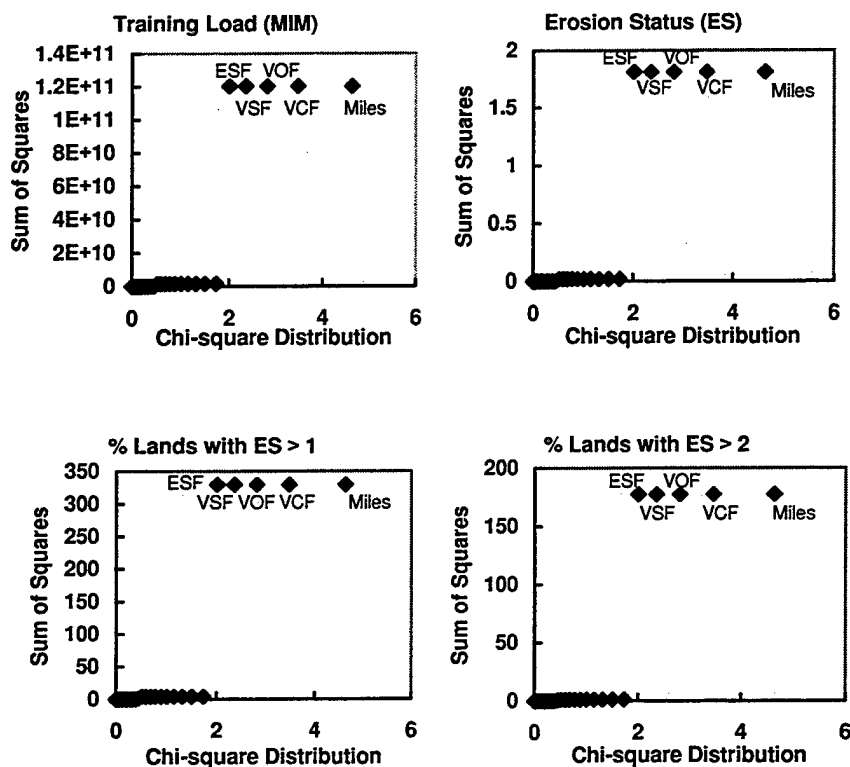 Training Load (MIM)
Sum of Squares
1.4E+11
1.2E+11
1E+11
8E+10
6E+10
4E+10
2E+10
0
ESF VOF
VSF VCF Miles
0 2 4 6
Chi-square Distribution
Erosion Status (ES)
Sum of Squares
2
1.5
1
0.5
0
ESF VOF
VSF VCF Miles
0 2 4 6
Chi-square Distribution
% Lands with ES > 1
Sum of Squares
350
300
250
200
150
100
50
0
ESF
VSF VOF VCF Miles
0 2 4 6
Chi-square Distribution
% Lands with ES > 2
Sum of Squares
200
150
100
50
0
ESF VOF
VSF VCF Miles
0 2 4 6
Chi-square Distribution